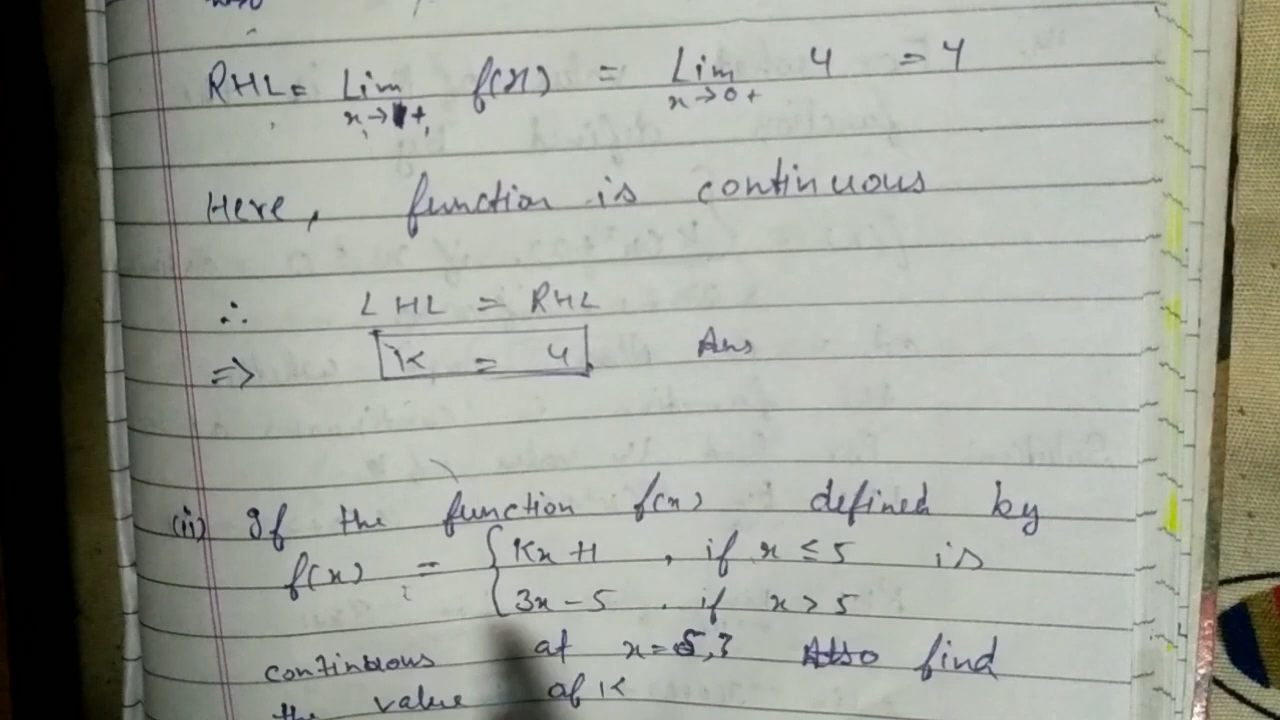 RHL = Lim f(x) = Lim 4 = 4
x→1+ x→0+
Here, function is continuous
∴ LHL = RHL
⇒ K = 4 Ans
(ii) If the function f(x) defined by
f(x) = { Kx+1 , if x ≤ 5 is
3x-5 , if x > 5
continuous at x=5,? Also find
the value of K